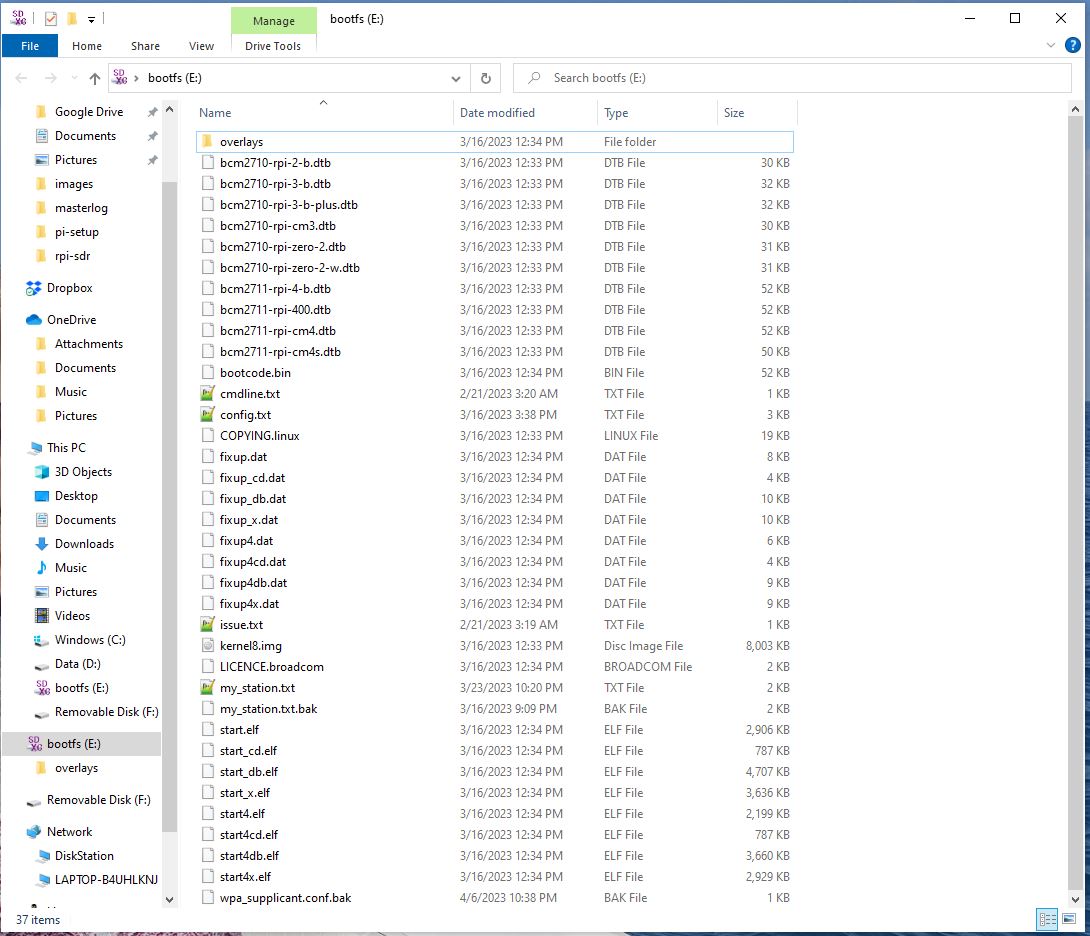 SD XC bootfs (E:)
Manage
File Home Share View Drive Tools
SD XC bootfs (E:) Search bootfs (E:)
Google Drive
Documents
Pictures
images
masterlog
pi-setup
rpi-sdr
Dropbox
OneDrive
Attachments
Documents
Music
Pictures
This PC
3D Objects
Desktop
Documents
Downloads
Music
Pictures
Videos
Windows (C:)
Data (D:)
SD XC bootfs (E:)
Removable Disk (F:)
SD XC bootfs (E:)
overlays
Removable Disk (F:)
Network
DiskStation
LAPTOP-B4UHLKNJ
Name Date modified Type Size
overlays 3/16/2023 12:34 PM File folder
bcm2710-rpi-2-b.dtb 3/16/2023 12:33 PM DTB File 30 KB
bcm2710-rpi-3-b.dtb 3/16/2023 12:33 PM DTB File 32 KB
bcm2710-rpi-3-b-plus.dtb 3/16/2023 12:33 PM DTB File 32 KB
bcm2710-rpi-cm3.dtb 3/16/2023 12:33 PM DTB File 30 KB
bcm2710-rpi-zero-2.dtb 3/16/2023 12:33 PM DTB File 31 KB
bcm2710-rpi-zero-2-w.dtb 3/16/2023 12:33 PM DTB File 31 KB
bcm2711-rpi-4-b.dtb 3/16/2023 12:33 PM DTB File 52 KB
bcm2711-rpi-400.dtb 3/16/2023 12:33 PM DTB File 52 KB
bcm2711-rpi-cm4.dtb 3/16/2023 12:33 PM DTB File 52 KB
bcm2711-rpi-cm4s.dtb 3/16/2023 12:33 PM DTB File 50 KB
bootcode.bin 3/16/2023 12:34 PM BIN File 52 KB
cmdline.txt 2/21/2023 3:20 AM TXT File 1 KB
config.txt 3/16/2023 3:38 PM TXT File 3 KB
COPYING.linux 3/16/2023 12:33 PM LINUX File 19 KB
fixup.dat 3/16/2023 12:34 PM DAT File 8 KB
fixup_cd.dat 3/16/2023 12:34 PM DAT File 4 KB
fixup_db.dat 3/16/2023 12:34 PM DAT File 10 KB
fixup_x.dat 3/16/2023 12:34 PM DAT File 10 KB
fixup4.dat 3/16/2023 12:34 PM DAT File 6 KB
fixup4cd.dat 3/16/2023 12:34 PM DAT File 4 KB
fixup4db.dat 3/16/2023 12:34 PM DAT File 9 KB
fixup4x.dat 3/16/2023 12:34 PM DAT File 9 KB
issue.txt 2/21/2023 3:19 AM TXT File 1 KB
kernel8.img 3/16/2023 12:33 PM Disc Image File 8,003 KB
LICENCE.broadcom 3/16/2023 12:34 PM BROADCOM File 2 KB
my_station.txt 3/23/2023 10:20 PM TXT File 2 KB
my_station.txt.bak 3/16/2023 9:09 PM BAK File 2 KB
start.elf 3/16/2023 12:34 PM ELF File 2,906 KB
start_cd.elf 3/16/2023 12:34 PM ELF File 787 KB
start_db.elf 3/16/2023 12:34 PM ELF File 4,707 KB
start_x.elf 3/16/2023 12:34 PM ELF File 3,636 KB
start4.elf 3/16/2023 12:34 PM ELF File 2,199 KB
start4cd.elf 3/16/2023 12:34 PM ELF File 787 KB
start4db.elf 3/16/2023 12:34 PM ELF File 3,660 KB
start4x.elf 3/16/2023 12:34 PM ELF File 2,929 KB
wpa_supplicant.conf.bak 4/6/2023 10:38 PM BAK File 1 KB
37 items